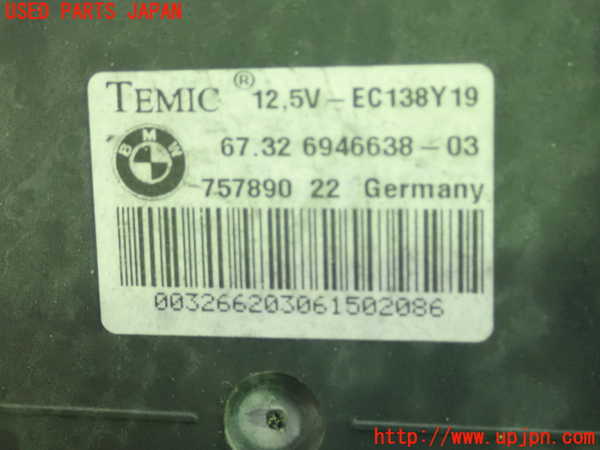 USED PARTS JAPAN
TEMIC® 12,5V-EC138Y19
BMW
67.32 6946638-03
-757890 22 Germany
003266203061502086
http://www.upjpn.com/